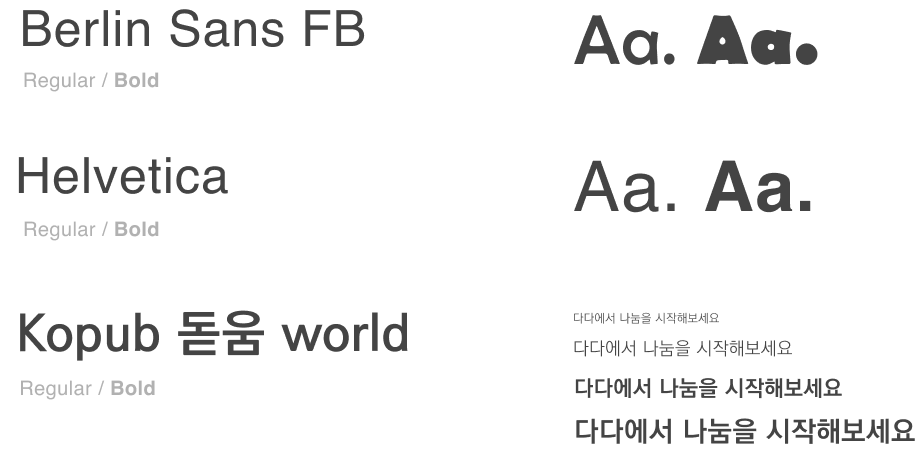 Berlin Sans FB
Aa. Aa.
Regular / Bold
Helvetica
Aa. Aa.
Regular / Bold
Kopub 돋움 world
Regular / Bold
다다에서 나눔을 시작해보세요
다다에서 나눔을 시작해보세요
다다에서 나눔을 시작해보세요
다다에서 나눔을 시작해보세요